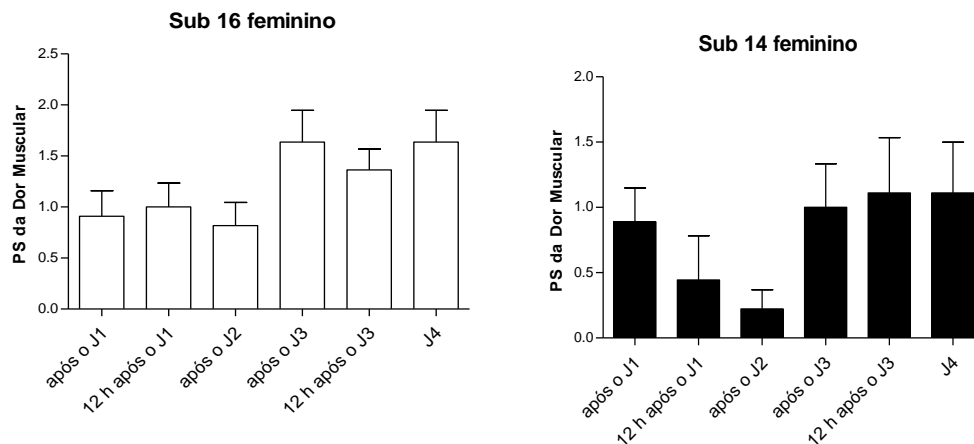 Sub 16 feminino
2.5
2.0
1.5
1.0
0.5
0.0
PS da Dor Muscular
após o J1
12 h após o J1
após o J2
após o J3
12 h após o J3
J4
Sub 14 feminino
2.0
1.5
1.0
0.5
0.0
PS da Dor Muscular
após o J1
12 h após o J1
após o J2
após o J3
12 h após o J3
J4